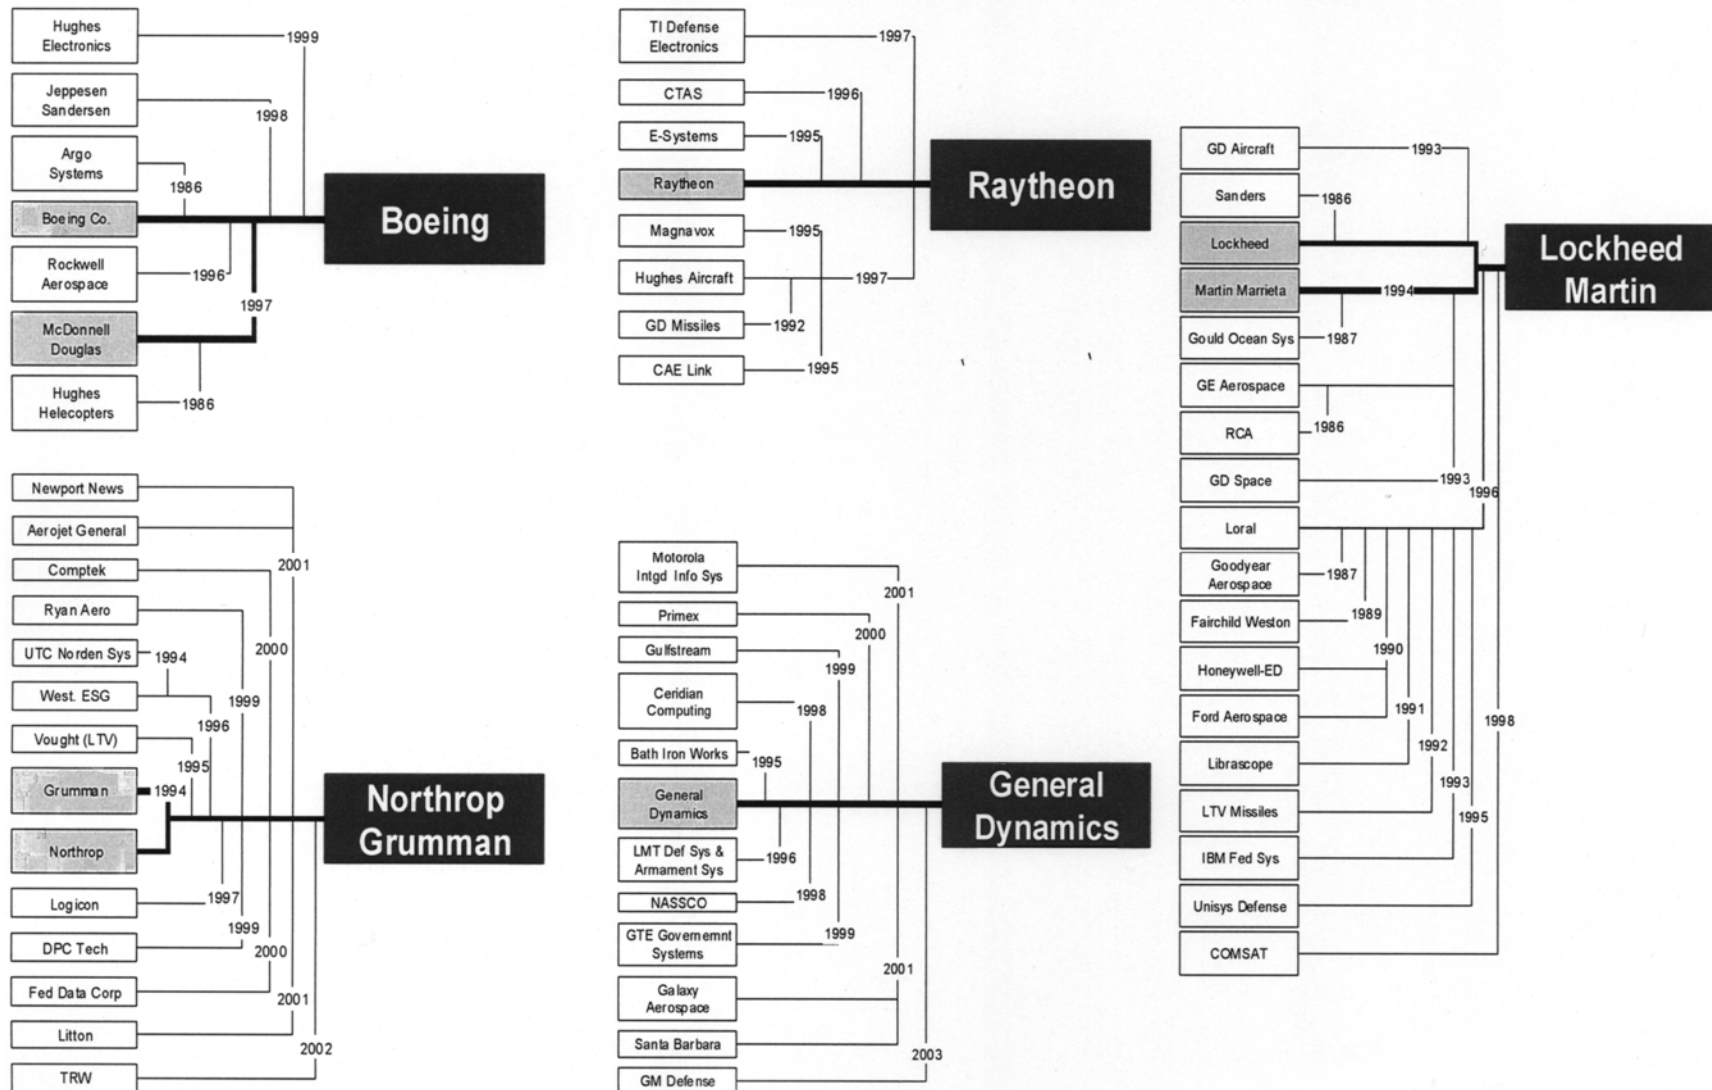 Hughes
Electronics
1999
Jeppesen
Sandersen
1998
Argo
Systems
1986
Boeing Co.
Boeing
Rockwell
Aerospace
1996
1997
McDonnell
Douglas
Hughes
Helecopters
1986
TI Defense
Electronics
1997
CTAS
1996
E-Systems
1995
Raytheon
Raytheon
Magnavox
1995
Hughes Aircraft
1997
GD Missiles
1992
CAE Link
1995
GD Aircraft
1993
Sanders
1986
Lockheed
Lockheed
Martin
Martin Marrieta
1994
Gould Ocean Sys
1987
GE Aerospace
1986
RCA
GD Space
1993
1996
Loral
Goodyear
Aerospace
1987
Fairchild Weston
1989
1990
Honeywell-ED
Ford Aerospace
1991
1998
Librascope
1992
1993
LTV Missiles
1995
IBM Fed Sys
Unisys Defense
COMSAT
Newport News
Aerojet General
2001
Comptek
Ryan Aero
2000
UTC Norden Sys
1994
West. ESG
1999
1996
Vought (LTV)
1995
Grumman
1994
Northrop
Grumman
Northrop
Logicon
1997
1999
DPC Tech
2000
Fed Data Corp
2001
Litton
2002
TRW
Motorola
Intgd Info Sys
2001
Primex
2000
Gulfstream
1999
Ceridian
Computing
1998
Bath Iron Works
1995
General
Dynamics
General
Dynamics
LMT Def Sys &
Armament Sys
1996
NASSCO
1998
GTE Governemnt
Systems
1999
2001
Galaxy
Aerospace
Santa Barbara
2003
GM Defense